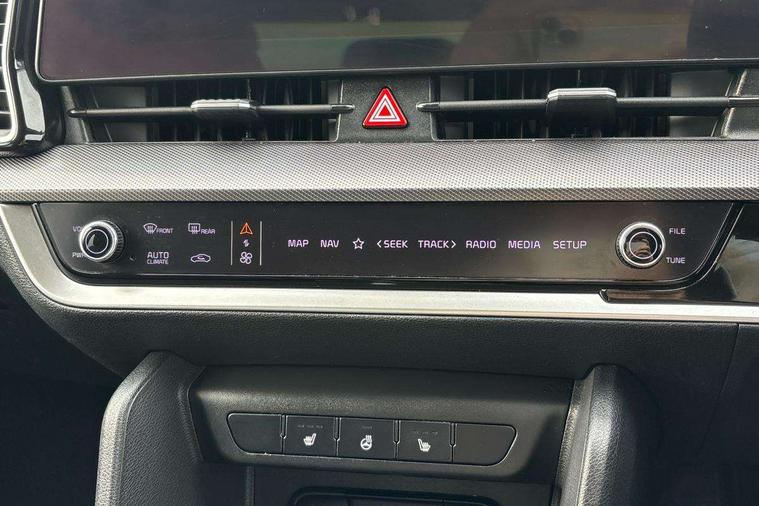 VOL
PWR
FRONT
REAR
AUTO
CLIMATE
MAP NAV <SEEK TRACK> RADIO MEDIA SETUP
FILE
TUNE